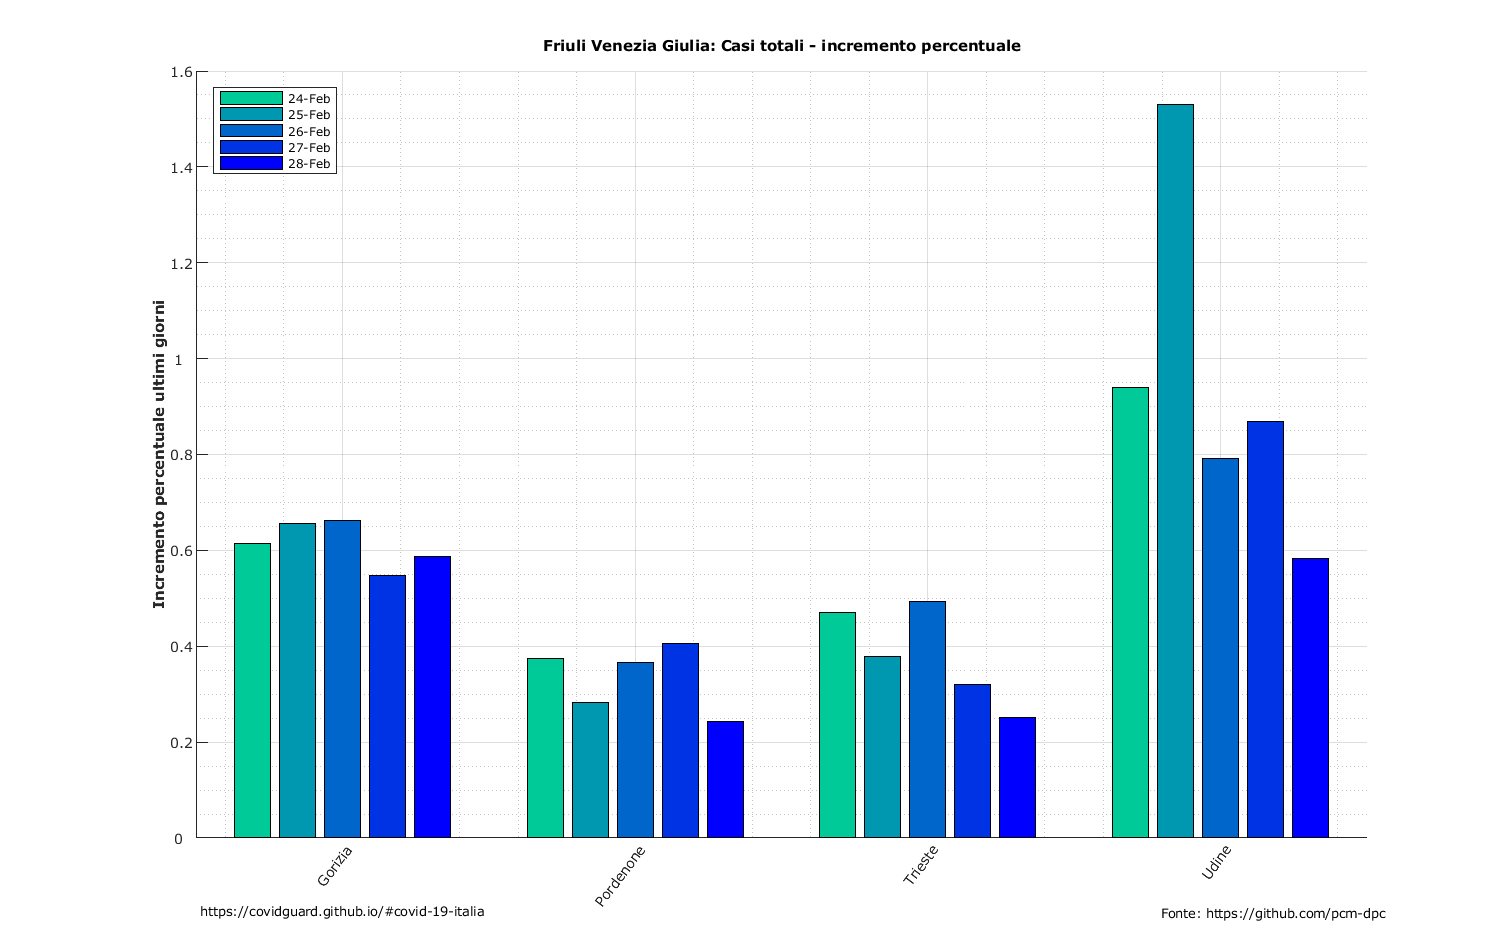 Friuli Venezia Giulia: Casi totali - incremento percentuale
1.6
1.4
1.2
1
0.8
0.6
0.4
0.2
0
Incremento percentuale ultimi giorni
24-Feb
25-Feb
26-Feb
27-Feb
28-Feb
Gorizia
Pordenone
Trieste
Udine
https://covidguard.github.io/#covid-19-italia
Fonte: https://github.com/pcm-dpc